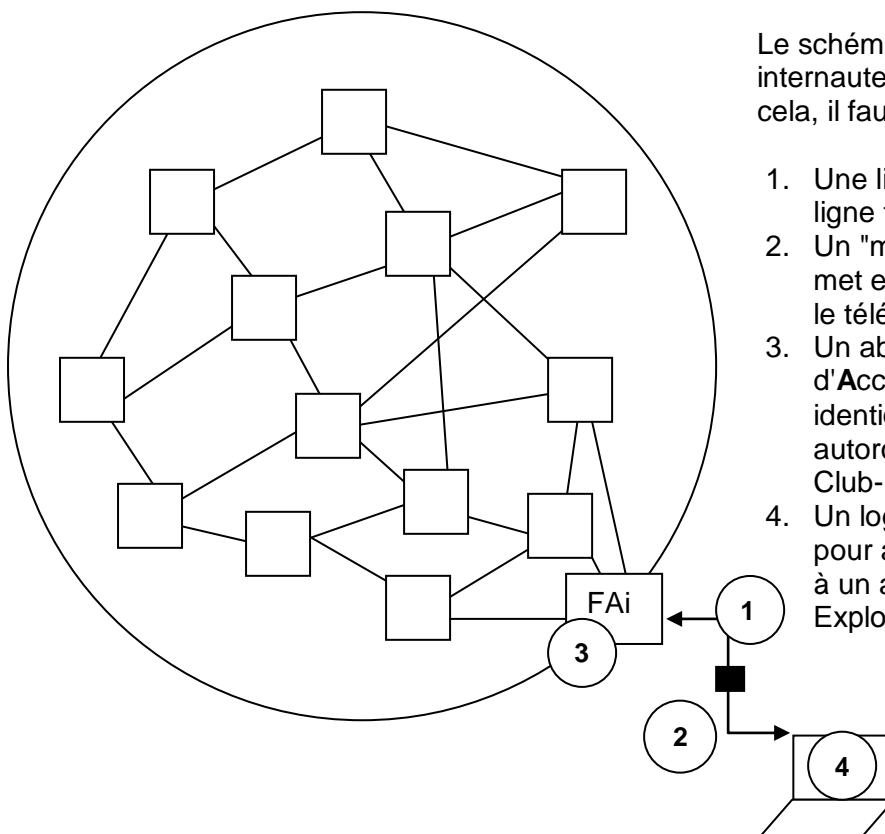 Le schém
internaute
cela, il fau
1. Une li
ligne
2. Un "m
met e
le télé
3. Un ab
d'Acc
identi
autoro
Club-
4. Un log
pour a
à un a
Explo
FAi
1
3
2
4